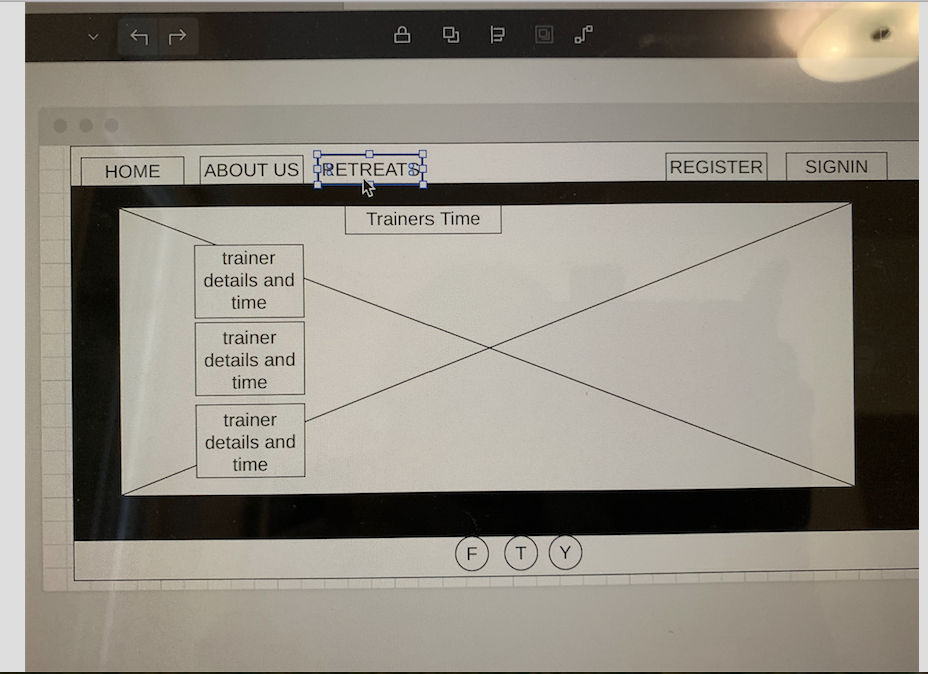 HOME
ABOUT US
RETREATS
REGISTER
SIGNIN
Trainers Time
trainer
details and
time
trainer
details and
time
trainer
details and
time
F
T
Y